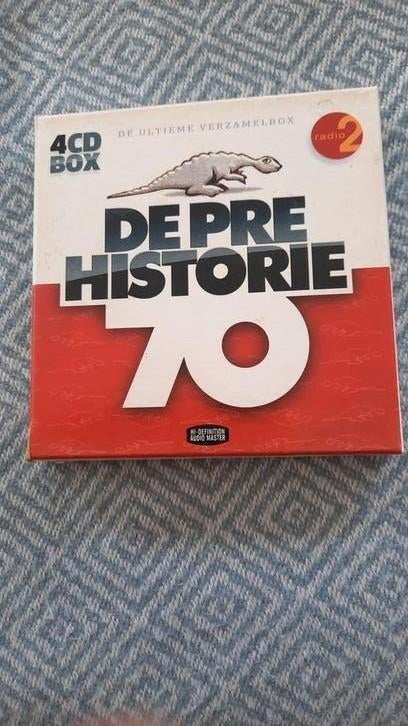 4CD
BOX
DE ULTIEME VERZAMELBOX
radio 2
DE PRE
HISTORIE
70
HI-DEFINITION
AUDIO MASTER